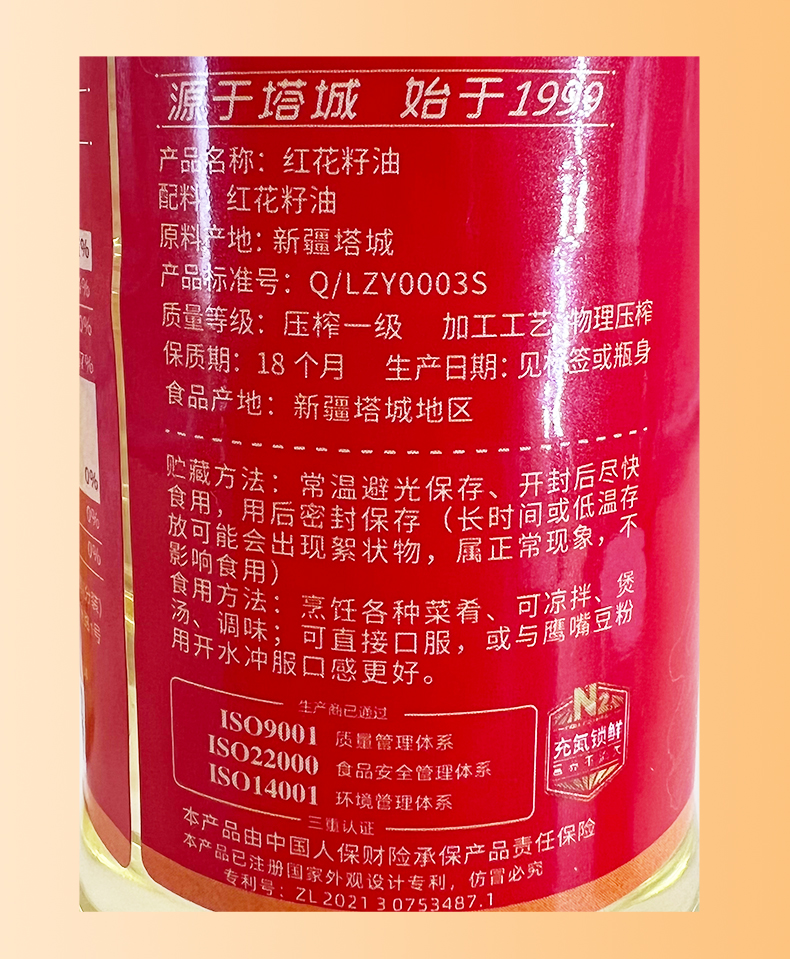 源于塔城 始于1999
产品名称：红花籽油
配料：红花籽油
原料产地：新疆塔城
产品标准号：Q/LZY0003S
质量等级：压榨一级 加工工艺：物理压榨
保质期：18个月 生产日期：见标签或瓶身
食品产地：新疆塔城地区
贮藏方法：常温避光保存、开封后尽快
食用，用后密封保存（长时间或低温存
放可能会出现絮状物，属正常现象，不
影响食用）
食用方法：烹饪各种菜肴、可凉拌、煲
汤、调味；可直接口服，或与鹰嘴豆粉
用开水冲服口感更好。
生产商已通过
ISO9001 质量管理体系
ISO22000 食品安全管理体系
ISO14001 环境管理体系
三重认证
N2
充氮锁鲜
本产品由中国人保财险承保产品责任保险
本产品已注册国家外观设计专利，仿冒必究
专利号：ZL 2021 3 0753487.1
%
%
0%
7%
0%
0%
0%